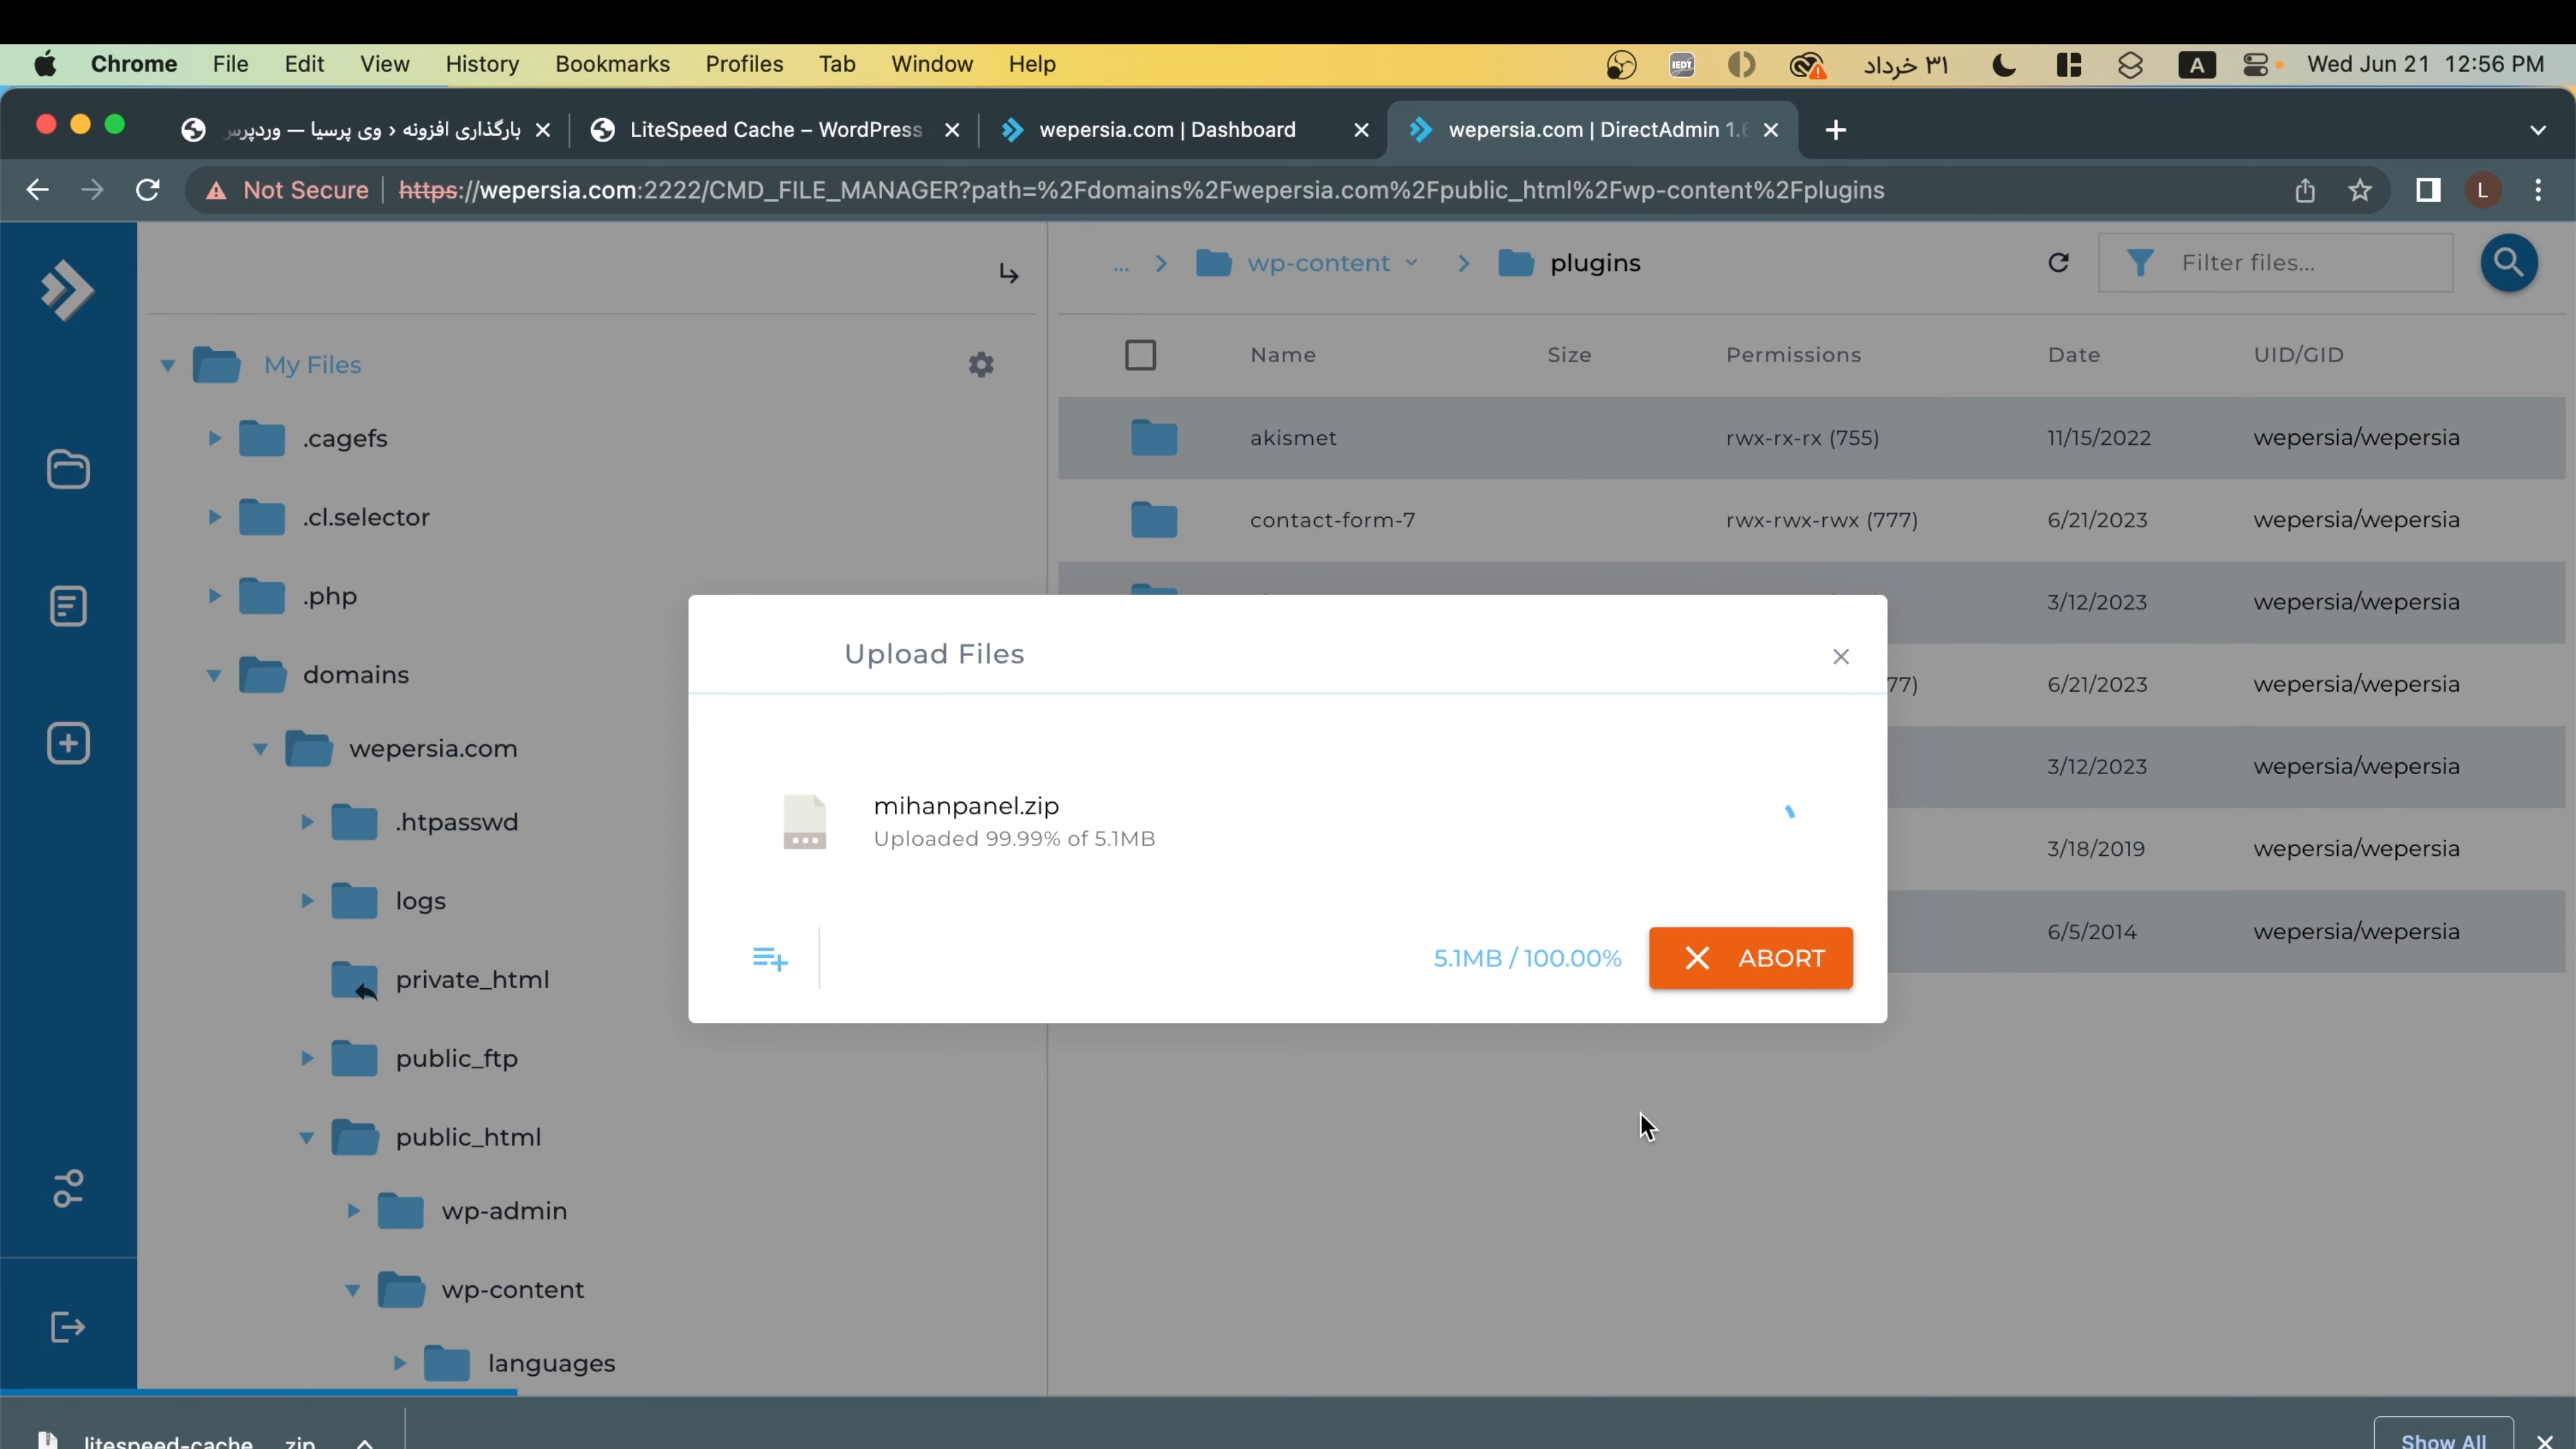 Chrome File Edit View History Bookmarks Profiles Tab Window Help
IEDT ۳۱ خرداد A Wed Jun 21 12:56 PM
بارگذاری افزونه ‹ وی پرسیا — وردپرس
LiteSpeed Cache – WordPress
wepersia.com | Dashboard
wepersia.com | DirectAdmin 1.6
Not Secure https://wepersia.com:2222/CMD_FILE_MANAGER?path=%2Fdomains%2Fwepersia.com%2Fpublic_html%2Fwp-content%2Fplugins L
... wp-content plugins Filter files...
My Files
.cagefs
.cl.selector
.php
domains
wepersia.com
.htpasswd
logs
private_html
public_ftp
public_html
wp-admin
wp-content
languages
Name Size Permissions Date UID/GID
akismet rwx-rx-rx (755) 11/15/2022 wepersia/wepersia
contact-form-7 rwx-rwx-rwx (777) 6/21/2023 wepersia/wepersia
3/12/2023 wepersia/wepersia
77) 6/21/2023 wepersia/wepersia
3/12/2023 wepersia/wepersia
3/18/2019 wepersia/wepersia
6/5/2014 wepersia/wepersia
Upload Files
mihanpanel.zip
Uploaded 99.99% of 5.1MB
5.1MB / 100.00% ABORT
litespeed-cache....zip Show All